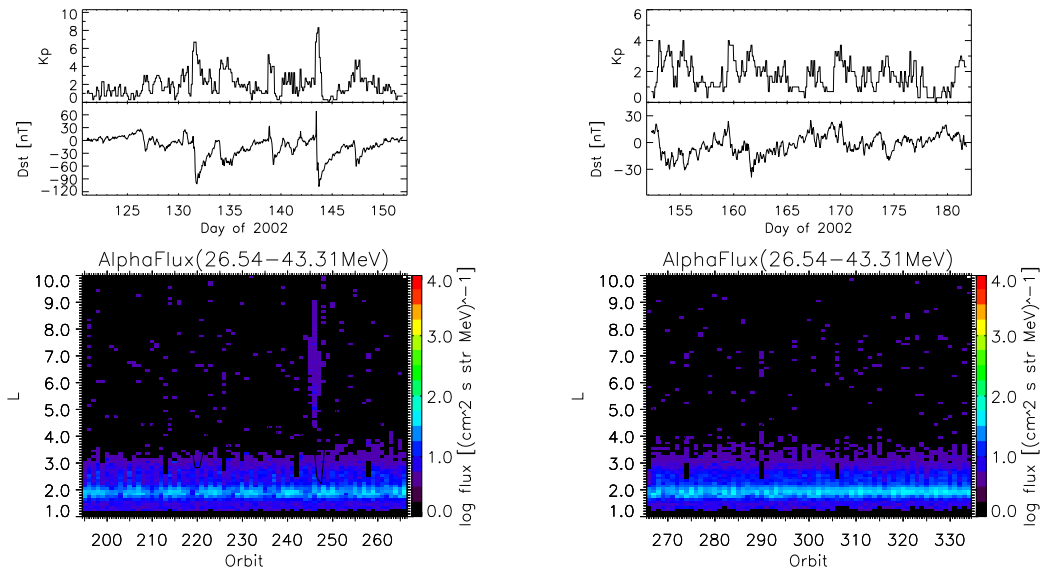 Kp
10
8
6
4
2
0
Dst [nT]
60
30
0
−30
−60
−90
−120
125 130 135 140 145 150
Day of 2002
Kp
6
4
2
0
Dst [nT]
30
0
−30
155 160 165 170 175 180
Day of 2002
AlphaFlux(26.54−43.31MeV)
L
10.0
9.0
8.0
7.0
6.0
5.0
4.0
3.0
2.0
1.0
200 210 220 230 240 250 260
Orbit
4.0
3.0
2.0
1.0
0.0
log flux [(cm^2 s str MeV)^−1]
AlphaFlux(26.54−43.31MeV)
L
10.0
9.0
8.0
7.0
6.0
5.0
4.0
3.0
2.0
1.0
270 280 290 300 310 320 330
Orbit
4.0
3.0
2.0
1.0
0.0
log flux [(cm^2 s str MeV)^−1]